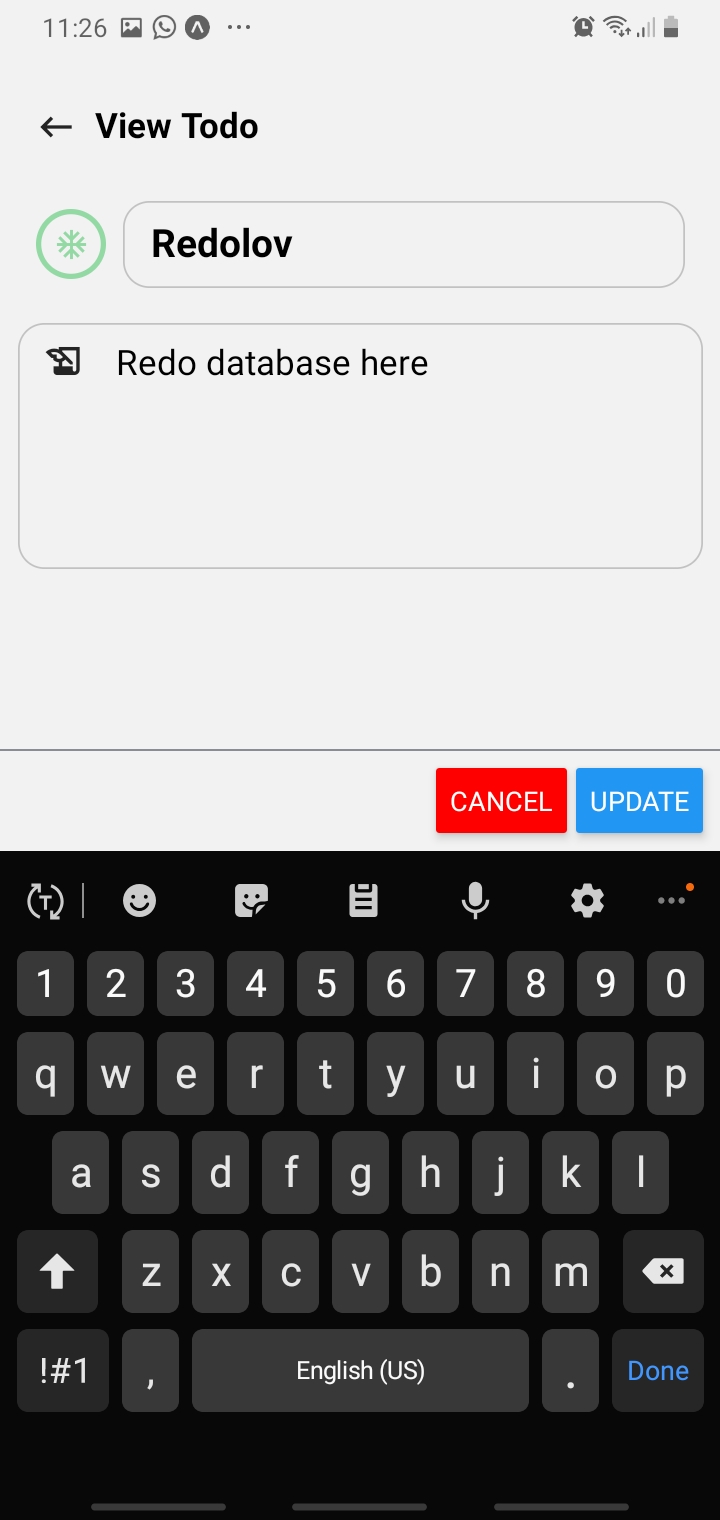 11:26
View Todo
Redolov
Redo database here
CANCEL UPDATE
1 2 3 4 5 6 7 8 9 0
q w e r t y u i o p
a s d f g h j k l
z x c v b n m
!#1 , English (US) . Done